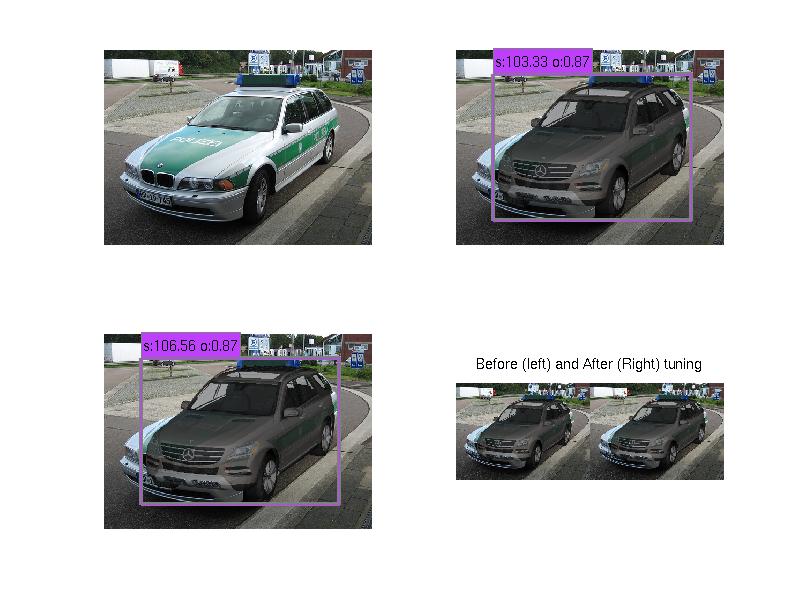 POLIZEI
s:103.33 o:0.87
s:106.56 o:0.87
Before (left) and After (Right) tuning